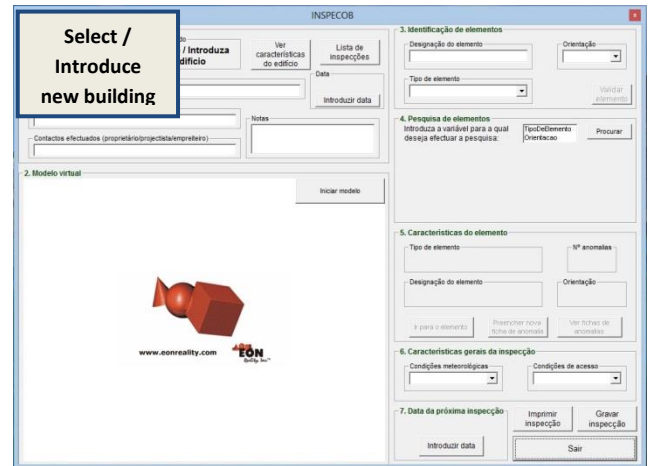 INSPECOB
Select /
Introduce
new building
do
/ Introduza
difício
Ver
características
do edifício
Lista de
inspecções
Data
Introduzir data
Notas
Contactos efectuados (proprietário/projectista/empreiteiro)
2. Modelo virtual
Iniciar modelo
www.eonreality.com
EON
Reality, Inc.
3. Identificação de elementos
Designação do elemento
Orientação
Tipo de elemento
Validar
elemento
4. Pesquisa de elementos
Introduza a variável para a qual
deseja efectuar a pesquisa:
TipoDeElemento
Orientacao
Procurar
5. Características do elemento
Tipo de elemento
Nº anomalias
Designação do elemento
Orientação
Ir para o elemento
Preencher nova
ficha de anomalia
Ver fichas de
anomalias
6. Características gerais da inspecção
Condições meteorológicas
Condições de acesso
7. Data da próxima inspecção
Introduzir data
Imprimir
inspecção
Gravar
inspecção
Sair